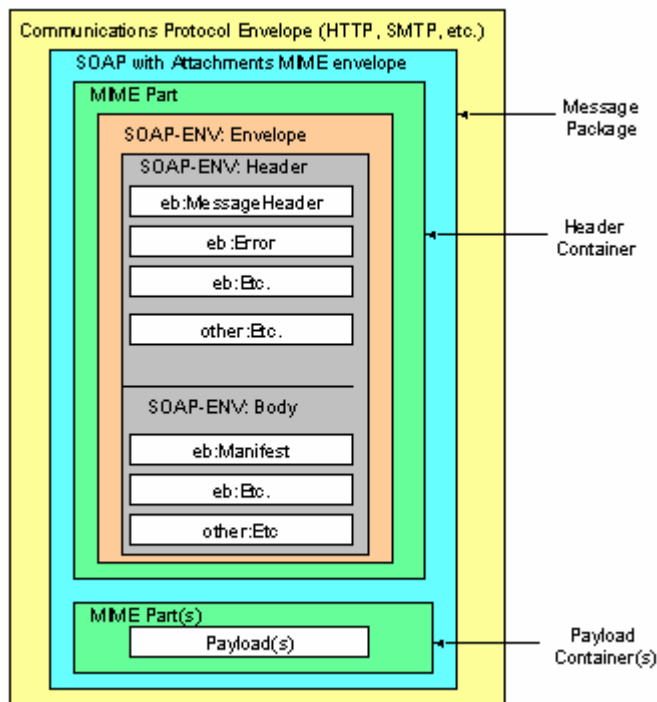 Communications Protocol Envelope (HTTP, SMTP, etc.)
SOAP with Attachments MIME envelope
MIME Part
SOAP-ENV: Envelope
SOAP-ENV: Header
eb:MessageHeader
eb:Error
eb:Etc.
other:Etc.
SOAP-ENV: Body
eb:Manifest
eb:Etc.
other:Etc
MIME Part(s)
Payload(s)
Message
Package
Header
Container
Payload
Container(s)